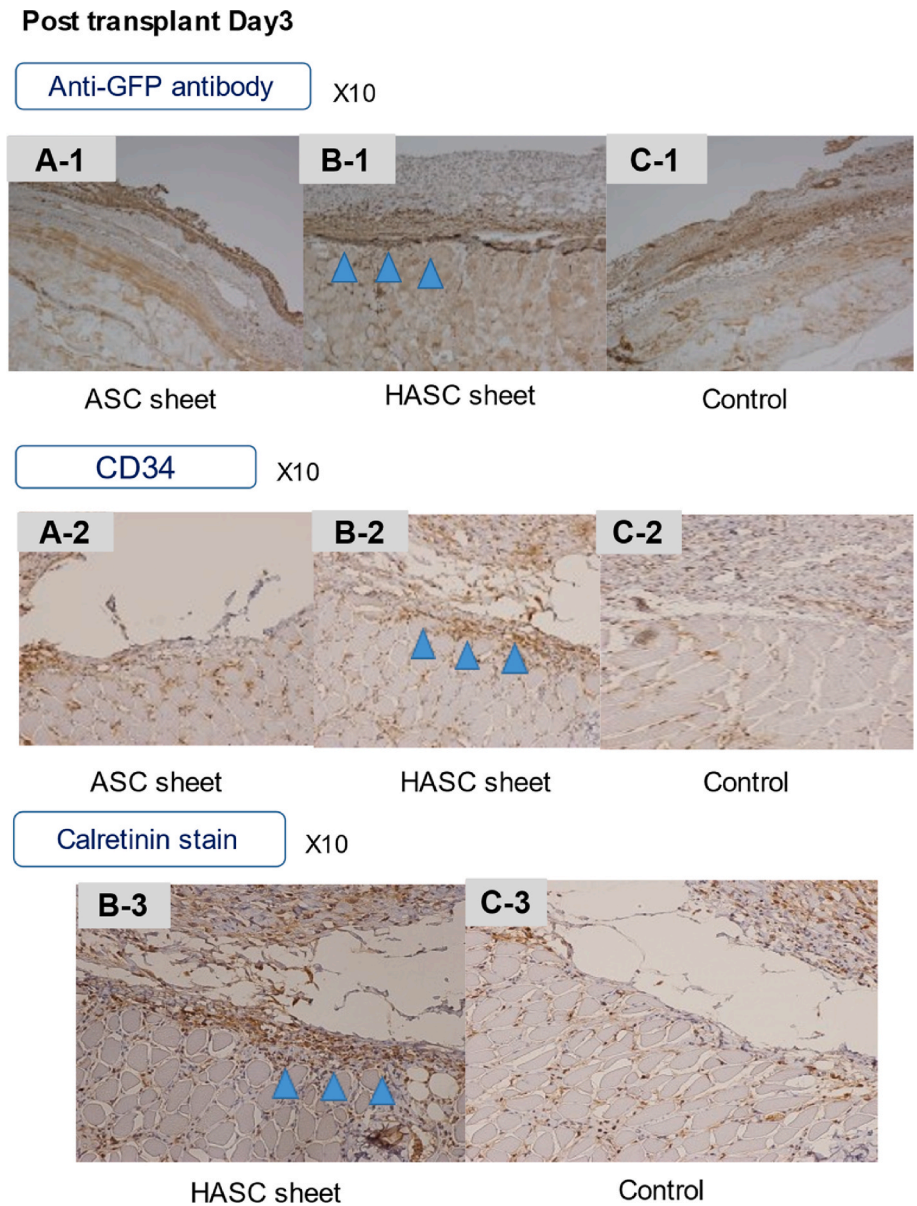 Post transplant Day3
Anti-GFP antibody X10
A-1 B-1 C-1
ASC sheet HASC sheet Control
CD34 X10
A-2 B-2 C-2
ASC sheet HASC sheet Control
Calretinin stain X10
B-3 C-3
HASC sheet Control